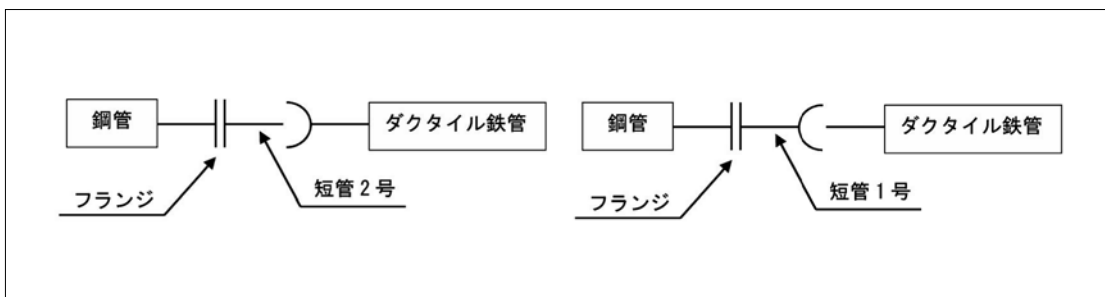 鋼管
ダクタイル鉄管
フランジ
短管２号
鋼管
ダクタイル鉄管
フランジ
短管１号